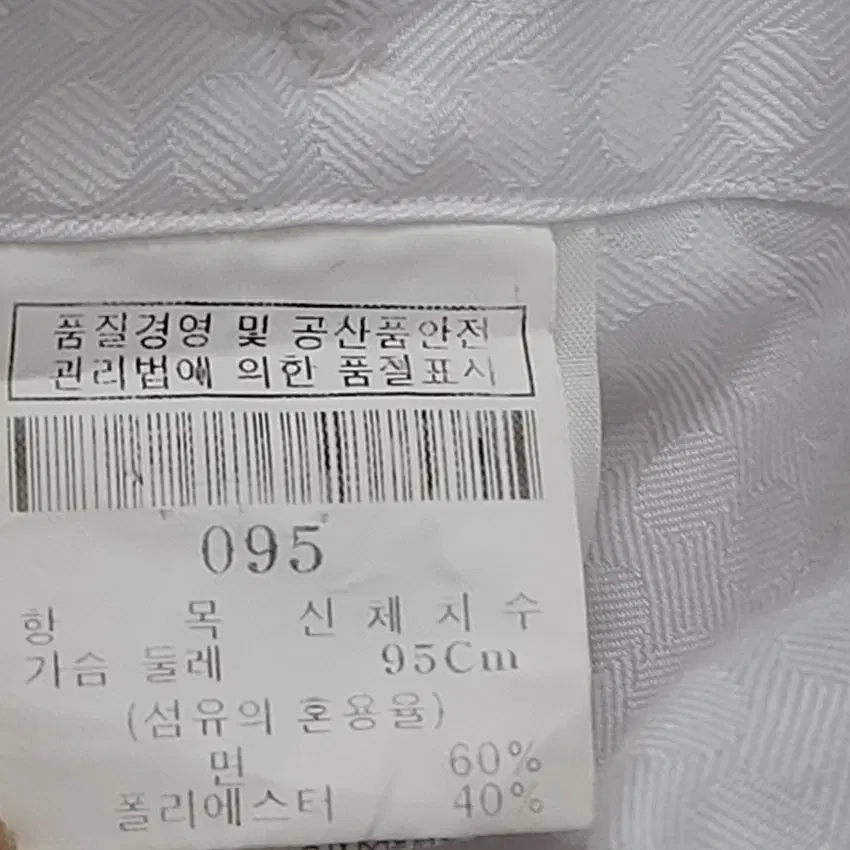 품질경영 및 공산품안전
관리법에 의한 품질표시
095
항 목 신 체 지 수
가슴 둘레 95Cm
(섬유의 혼용율)
면 60%
폴리에스터 40%